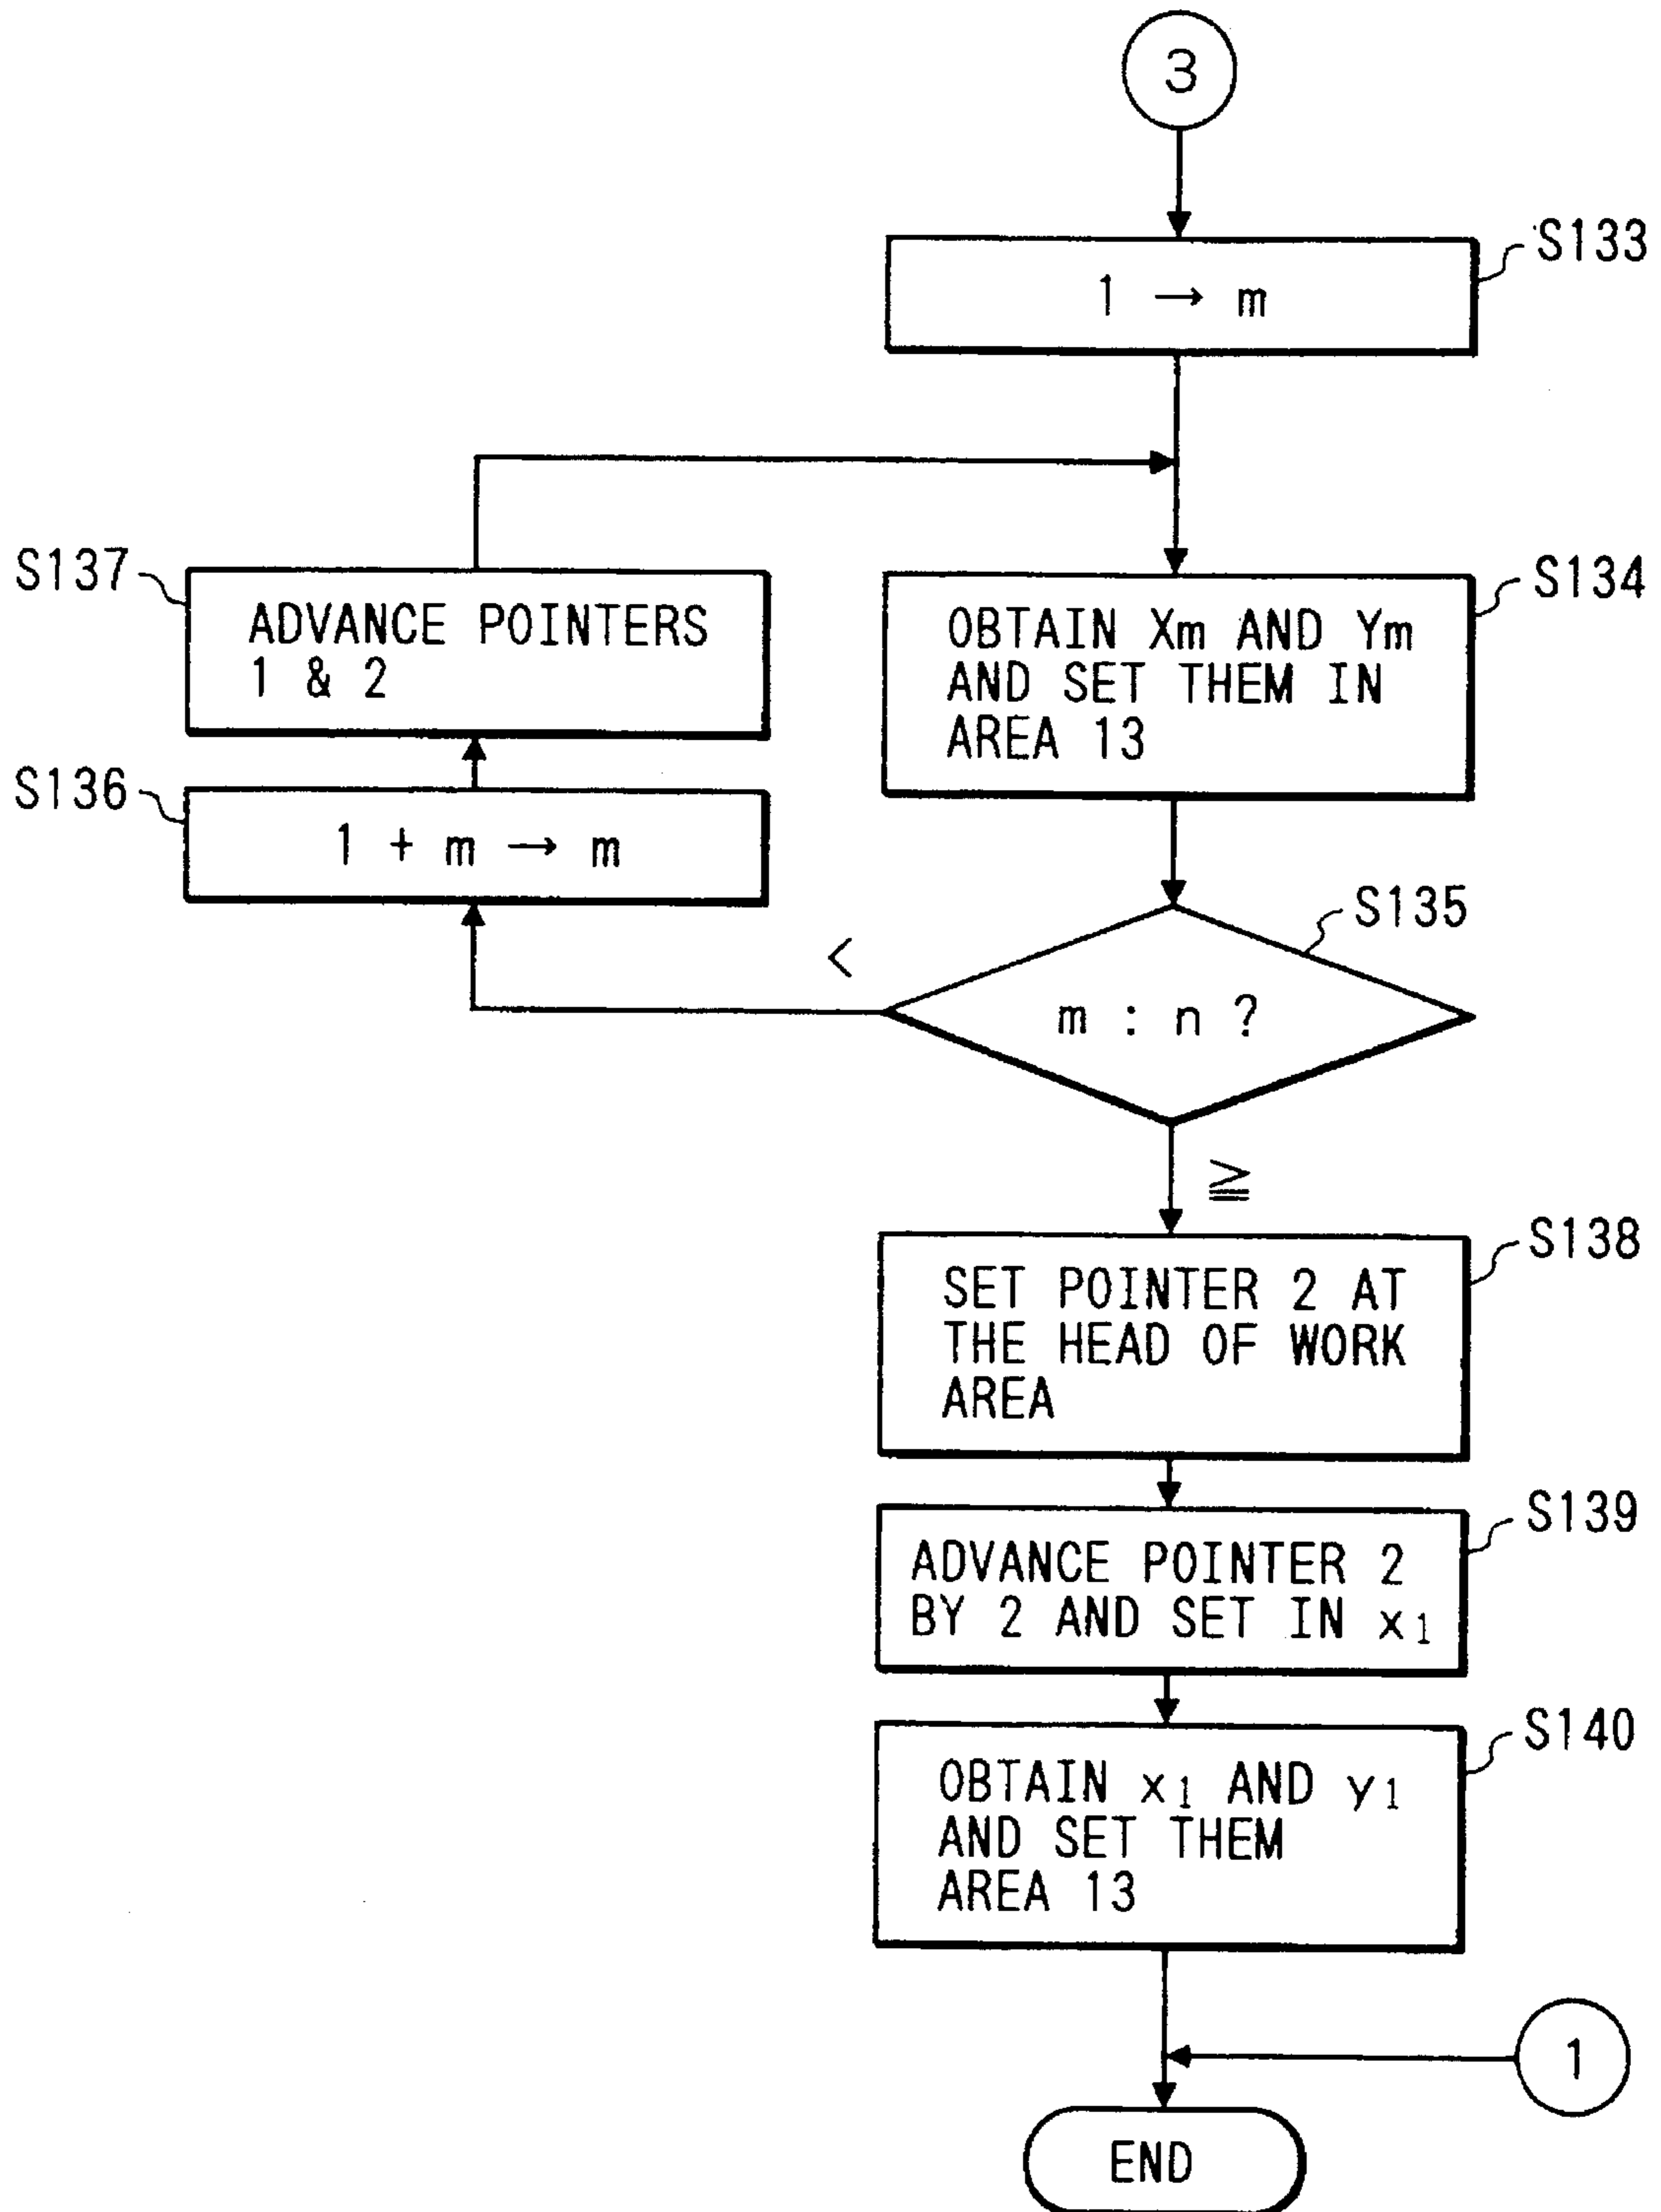 3
S133
1 → m
S137
ADVANCE POINTERS
1 & 2
S134
OBTAIN Xm AND Ym
AND SET THEM IN
AREA 13
S136
1 + m → m
S135
<
m : n ?
≧
S138
SET POINTER 2 AT
THE HEAD OF WORK
AREA
S139
ADVANCE POINTER 2
BY 2 AND SET IN x₁
S140
OBTAIN x₁ AND y₁
AND SET THEM
AREA 13
1
END